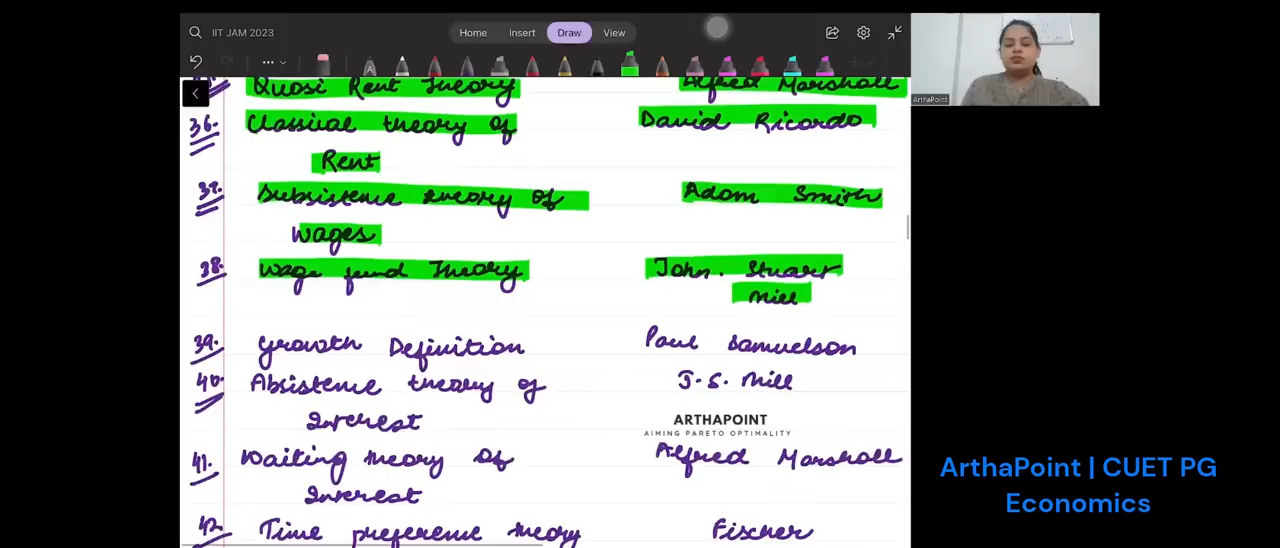 IIT JAM 2023
Home Insert Draw View
ArthaPoint
Quasi Rent Theory Alfred Marshall
36. Classical theory of David Ricardo
Rent
37. Subsistence theory of Adam Smith
Wages
38. Wage fund Theory John. Stuart
Mill
39. Growth Definition Paul Samuelson
40. Absistence theory of J.S. Mill
Interest
ARTHAPOINT
AIMING PARETO OPTIMALITY
41. Waiting theory of Alfred Marshall
Interest
42. Time preference theory Fischer
ArthaPoint | CUET PG
Economics